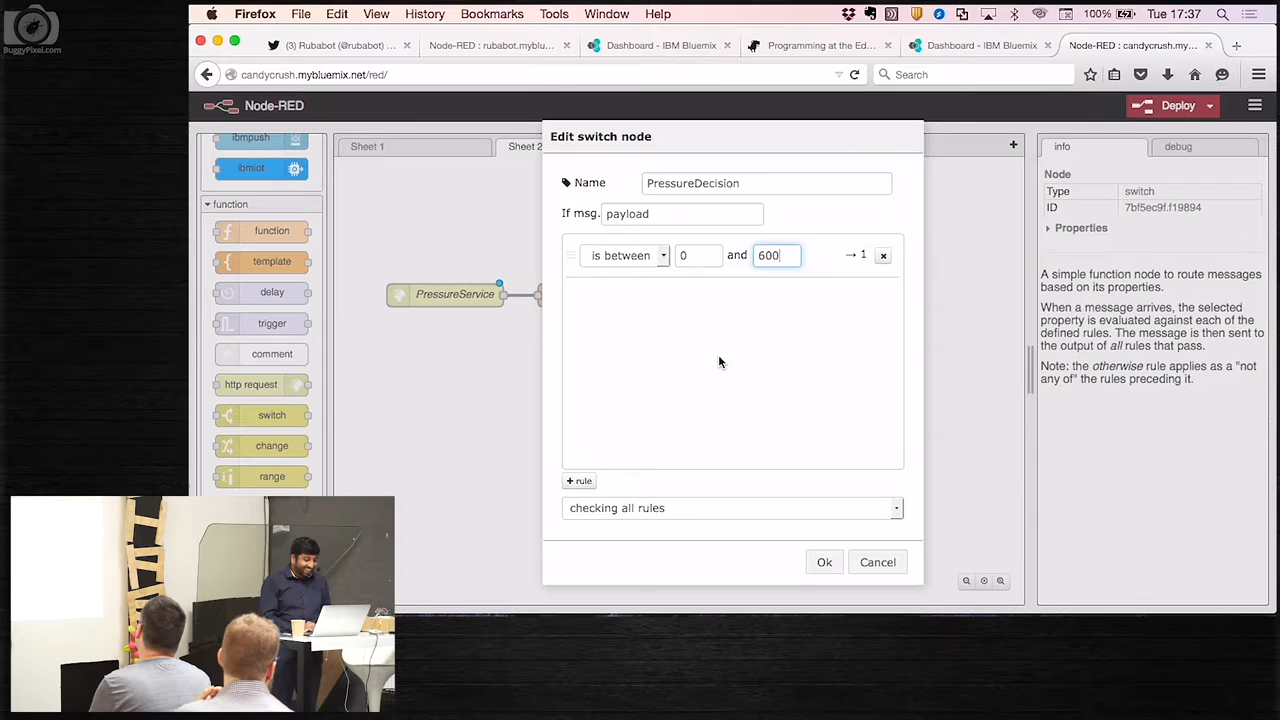 BuggyPixel.com
Firefox File Edit View History Bookmarks Tools Window Help 100% Tue 17:37
(3) Rubabot (@rubabot) ... × Node-RED : rubabot.myblu... × Dashboard - IBM Bluemix × Programming at the Ed... × Dashboard - IBM Bluemix × Node-RED : candycrush.my... × +
candycrush.mybluemix.net/red/ Search
Node-RED Deploy
ibmpush
ibmiot
function
function
template
delay
trigger
comment
http request
switch
change
range
Sheet 1 Sheet 2
PressureService
Edit switch node
Name PressureDecision
If msg. payload
is between 0 and 600 → 1 ×
+ rule
checking all rules
Ok Cancel
info debug
Node
Type switch
ID 7bf5ec9f.f19894
Properties
A simple function node to route messages
based on its properties.
When a message arrives, the selected
property is evaluated against each of the
defined rules. The message is then sent
to the output of all rules that pass.
Note: the otherwise rule applies as a "not
any of" the rules preceding it.